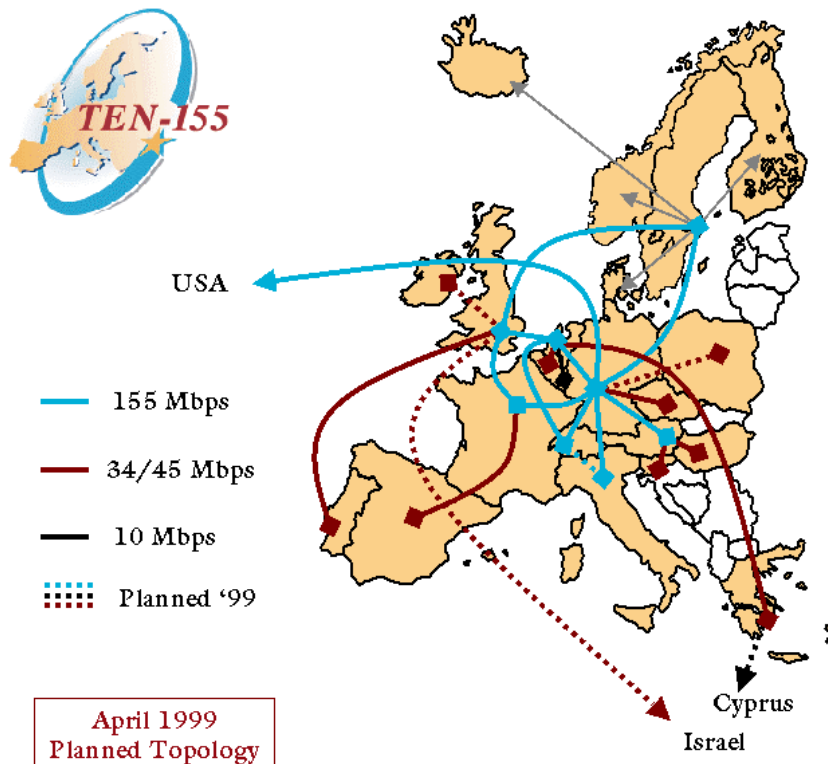 TEN-155
USA
155 Mbps
34/45 Mbps
10 Mbps
Planned ‘99
April 1999
Planned Topology
Cyprus
Israel